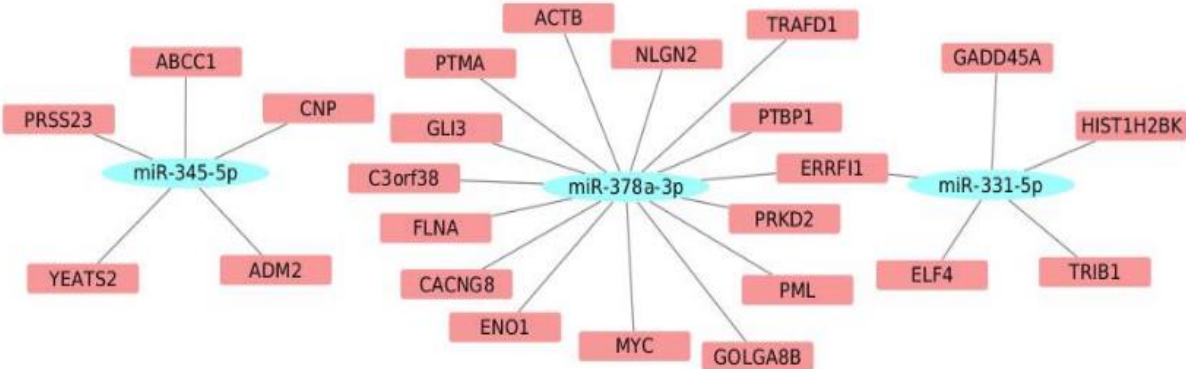 ACTB
TRAFD1
NLGN2
GADD45A
ABCC1
PTMA
CNP
PRSS23
GLI3
PTBP1
HIST1H2BK
miR-345-5p
C3orf38
miR-378a-3p
ERRFI1
miR-331-5p
FLNA
PRKD2
YEATS2
ADM2
CACNG8
PML
ELF4
TRIB1
ENO1
MYC
GOLGA8B